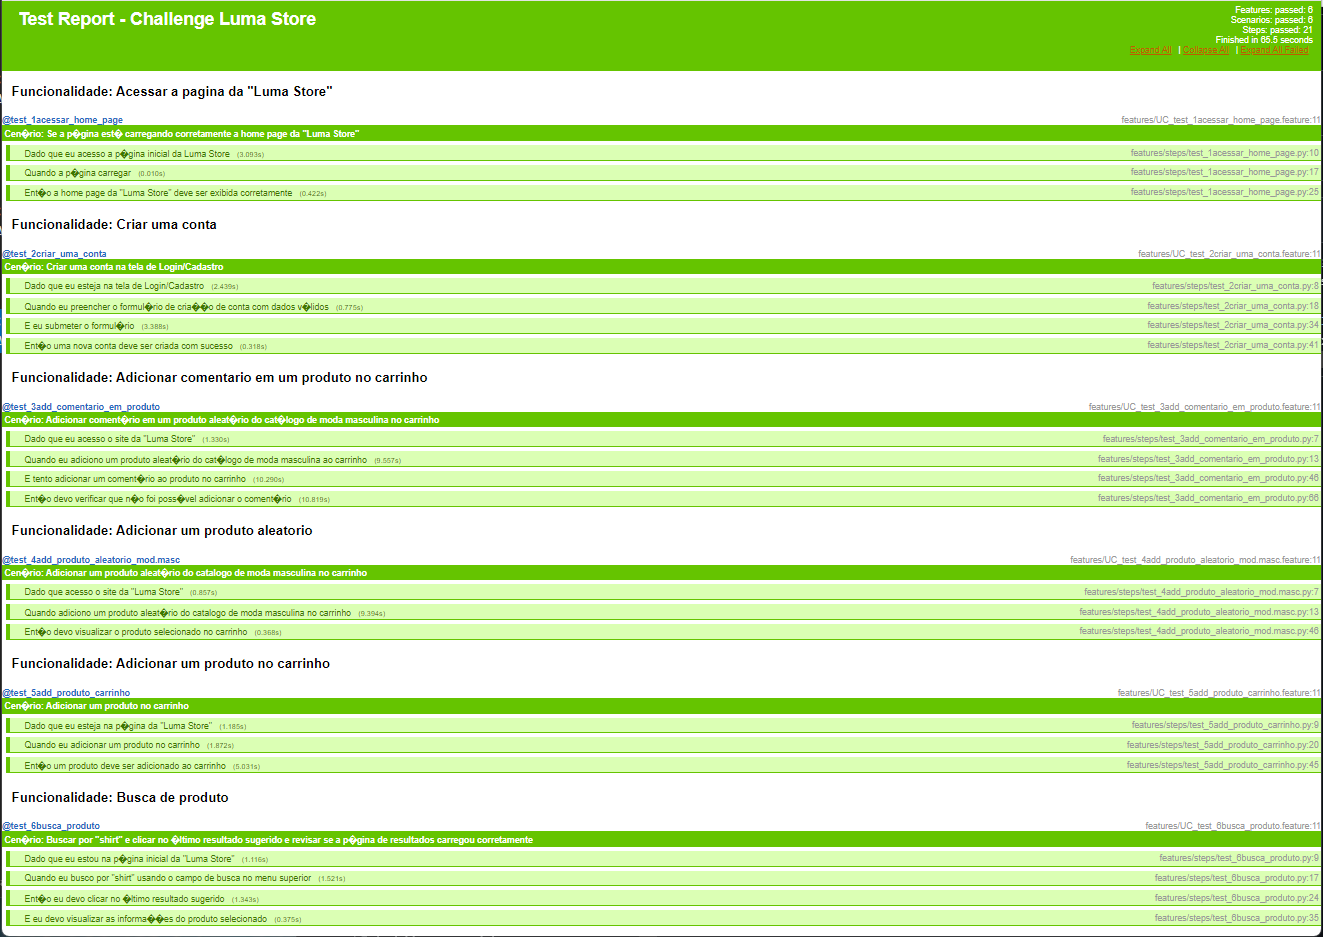 Test Report - Challenge Luma Store
Features: passed: 6
Scenarios: passed: 6
Steps: passed: 21
Finished in 65.5 seconds
Expand All | Collapse All | Expand All Failed
Funcionalidade: Acessar a pagina da "Luma Store"
@test_1acessar_home_page features/UC_test_1acessar_home_page.feature:11
Cen�rio: Se a p�gina est� carregando corretamente a home page da "Luma Store"
Dado que eu acesso a p�gina inicial da Luma Store (3.093s) features/steps/test_1acessar_home_page.py:10
Quando a p�gina carregar (0.010s) features/steps/test_1acessar_home_page.py:17
Ent�o a home page da "Luma Store" deve ser exibida corretamente (0.422s) features/steps/test_1acessar_home_page.py:25
Funcionalidade: Criar uma conta
@test_2criar_uma_conta features/UC_test_2criar_uma_conta.feature:11
Cen�rio: Criar uma conta na tela de Login/Cadastro
Dado que eu esteja na tela de Login/Cadastro (2.439s) features/steps/test_2criar_uma_conta.py:8
Quando eu preencher o formul�rio de cria��o de conta com dados v�lidos (0.775s) features/steps/test_2criar_uma_conta.py:18
E eu submeter o formul�rio (3.388s) features/steps/test_2criar_uma_conta.py:34
Ent�o uma nova conta deve ser criada com sucesso (0.318s) features/steps/test_2criar_uma_conta.py:41
Funcionalidade: Adicionar comentario em um produto no carrinho
@test_3add_comentario_em_produto features/UC_test_3add_comentario_em_produto.feature:11
Cen�rio: Adicionar coment�rio em um produto aleat�rio do cat�logo de moda masculina no carrinho
Dado que eu acesso o site da "Luma Store" (1.330s) features/steps/test_3add_comentario_em_produto.py:7
Quando eu adiciono um produto aleat�rio do cat�logo de moda masculina ao carrinho (9.557s) features/steps/test_3add_comentario_em_produto.py:13
E tento adicionar um coment�rio ao produto no carrinho (10.290s) features/steps/test_3add_comentario_em_produto.py:46
Ent�o devo verificar que n�o foi poss�vel adicionar o coment�rio (10.819s) features/steps/test_3add_comentario_em_produto.py:66
Funcionalidade: Adicionar um produto aleatorio
@test_4add_produto_aleatorio_mod.masc features/UC_test_4add_produto_aleatorio_mod.masc.feature:11
Cen�rio: Adicionar um produto aleat�rio do catalogo de moda masculina no carrinho
Dado que acesso o site da "Luma Store" (0.857s) features/steps/test_4add_produto_aleatorio_mod.masc.py:7
Quando adiciono um produto aleat�rio do catalogo de moda masculina no carrinho (9.394s) features/steps/test_4add_produto_aleatorio_mod.masc.py:13
Ent�o devo visualizar o produto selecionado no carrinho (0.368s) features/steps/test_4add_produto_aleatorio_mod.masc.py:46
Funcionalidade: Adicionar um produto no carrinho
@test_5add_produto_carrinho features/UC_test_5add_produto_carrinho.feature:11
Cen�rio: Adicionar um produto no carrinho
Dado que eu esteja na p�gina da "Luma Store" (1.185s) features/steps/test_5add_produto_carrinho.py:9
Quando eu adicionar um produto no carrinho (1.872s) features/steps/test_5add_produto_carrinho.py:20
Ent�o um produto deve ser adicionado ao carrinho (5.031s) features/steps/test_5add_produto_carrinho.py:45
Funcionalidade: Busca de produto
@test_6busca_produto features/UC_test_6busca_produto.feature:11
Cen�rio: Buscar por "shirt" e clicar no �ltimo resultado sugerido e revisar se a p�gina de resultados carregou corretamente
Dado que eu estou na p�gina inicial da "Luma Store" (1.116s) features/steps/test_6busca_produto.py:9
Quando eu busco por "shirt" usando o campo de busca no menu superior (1.521s) features/steps/test_6busca_produto.py:17
Ent�o eu devo clicar no �ltimo resultado sugerido (1.343s) features/steps/test_6busca_produto.py:24
E eu devo visualizar as informa��es do produto selecionado (0.375s) features/steps/test_6busca_produto.py:35